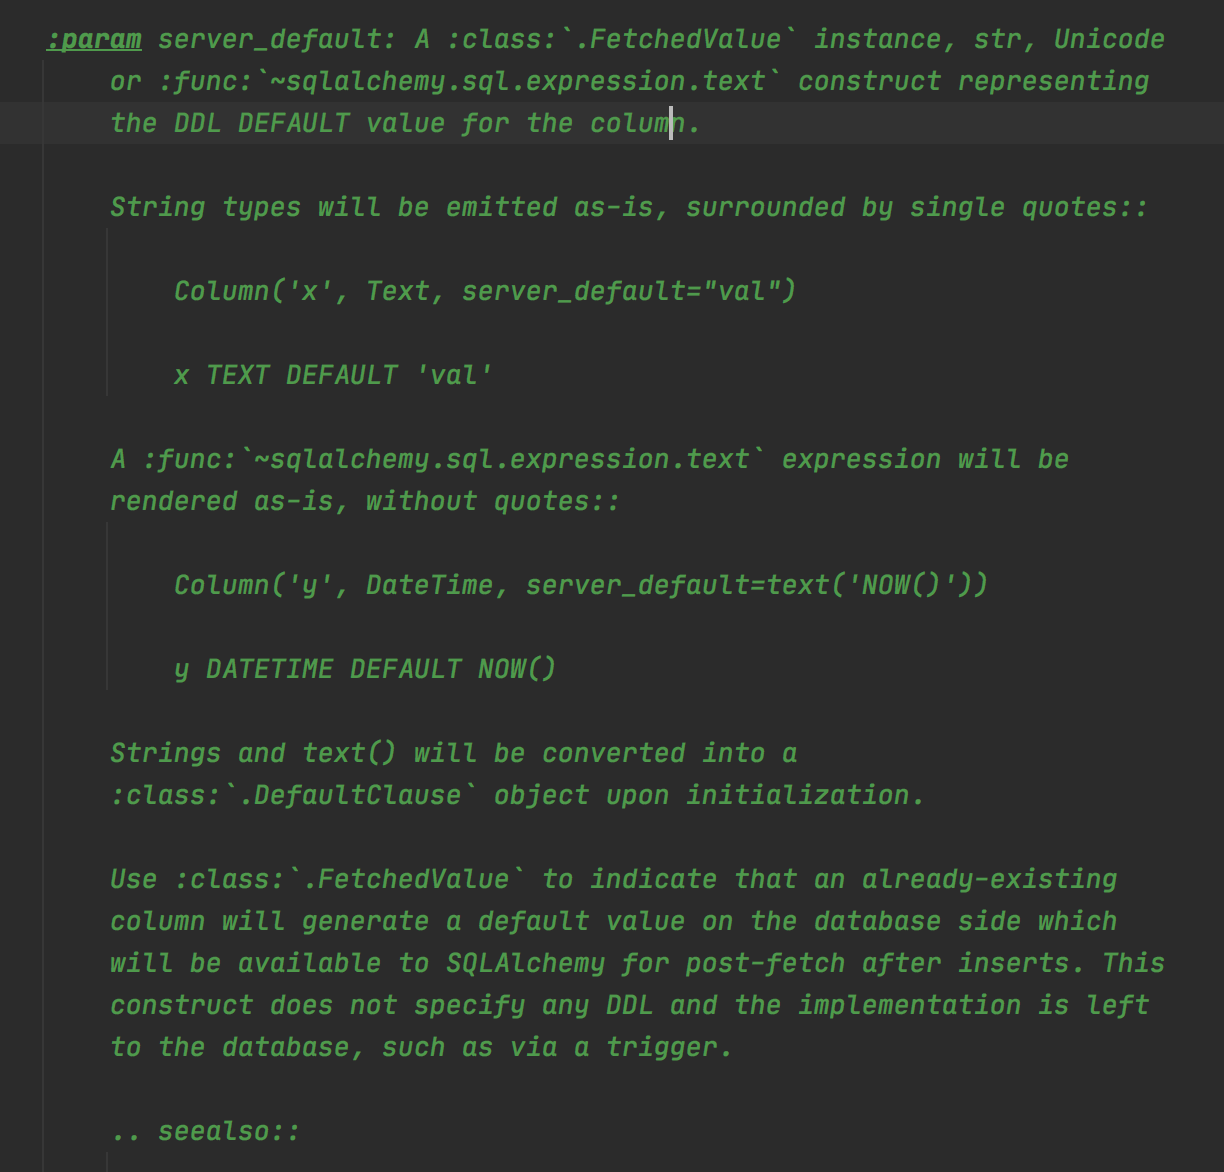 :param server_default: A :class:`.FetchedValue` instance, str, Unicode
or :func:`~sqlalchemy.sql.expression.text` construct representing
the DDL DEFAULT value for the column.
String types will be emitted as-is, surrounded by single quotes::
Column('x', Text, server_default="val")
x TEXT DEFAULT 'val'
A :func:`~sqlalchemy.sql.expression.text` expression will be
rendered as-is, without quotes::
Column('y', DateTime, server_default=text('NOW()'))
y DATETIME DEFAULT NOW()
Strings and text() will be converted into a
:class:`.DefaultClause` object upon initialization.
Use :class:`.FetchedValue` to indicate that an already-existing
column will generate a default value on the database side which
will be available to SQLAlchemy for post-fetch after inserts. This
construct does not specify any DDL and the implementation is left
to the database, such as via a trigger.
.. seealso::